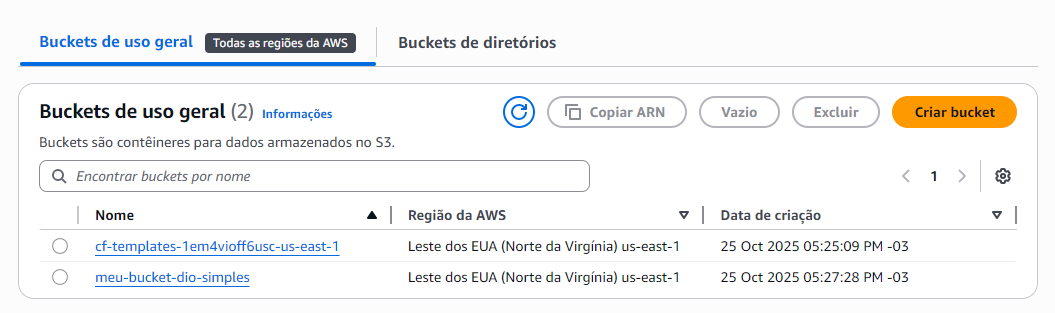 Buckets de uso geral Todas as regiões da AWS Buckets de diretórios
Buckets de uso geral (2) Informações Copiar ARN Vazio Excluir Criar bucket
Buckets são contêineres para dados armazenados no S3.
Encontrar buckets por nome 1
Nome Região da AWS Data de criação
cf-templates-1em4vioff6usc-us-east-1 Leste dos EUA (Norte da Virgínia) us-east-1 25 Oct 2025 05:25:09 PM -03
meu-bucket-dio-simples Leste dos EUA (Norte da Virgínia) us-east-1 25 Oct 2025 05:27:28 PM -03